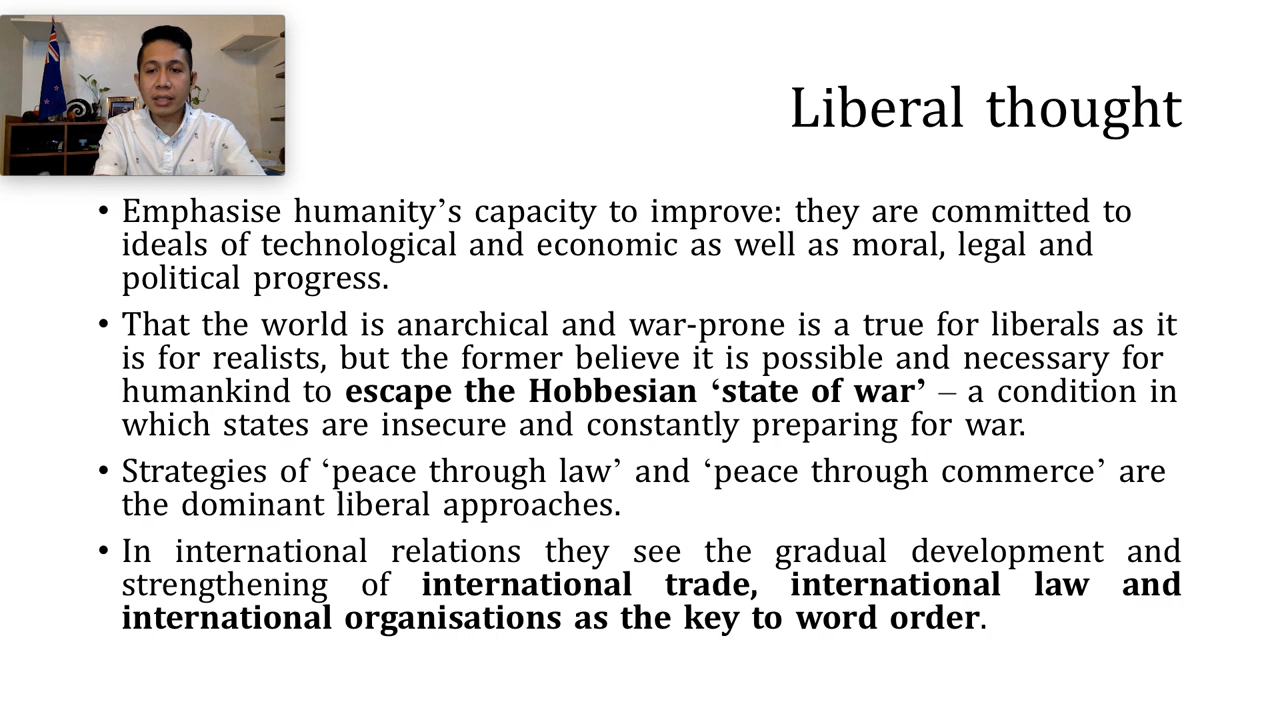 Liberal thought
• Emphasise humanity’s capacity to improve: they are committed to
ideals of technological and economic as well as moral, legal and
political progress.
• That the world is anarchical and war-prone is a true for liberals as it
is for realists, but the former believe it is possible and necessary for
humankind to escape the Hobbesian ‘state of war’ – a condition in
which states are insecure and constantly preparing for war.
• Strategies of ‘peace through law’ and ‘peace through commerce’ are
the dominant liberal approaches.
• In international relations they see the gradual development and
strengthening of international trade, international law and
international organisations as the key to word order.